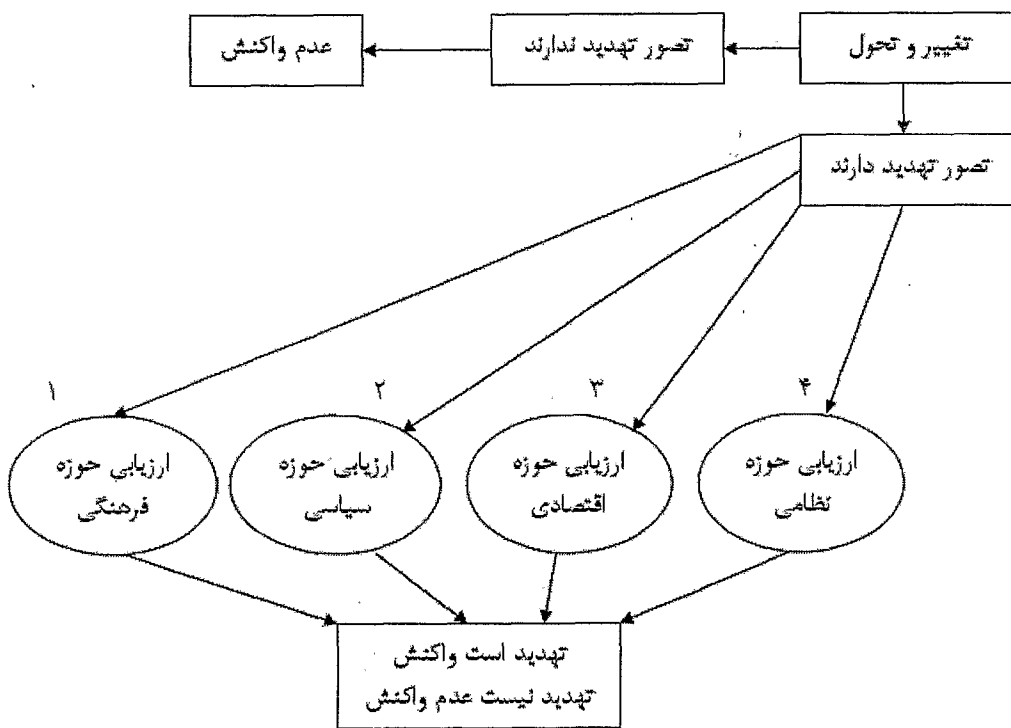 تغییر و تحول
تصور تهدید ندارند
عدم واکنش
تصور تهدید دارند
۴
۳
۲
۱
ارزیابی حوزه
نظامی
ارزیابی حوزه
اقتصادی
ارزیابی حوزه
سیاسی
ارزیابی حوزه
فرهنگی
تهدید است واکنش
تهدید نیست عدم واکنش